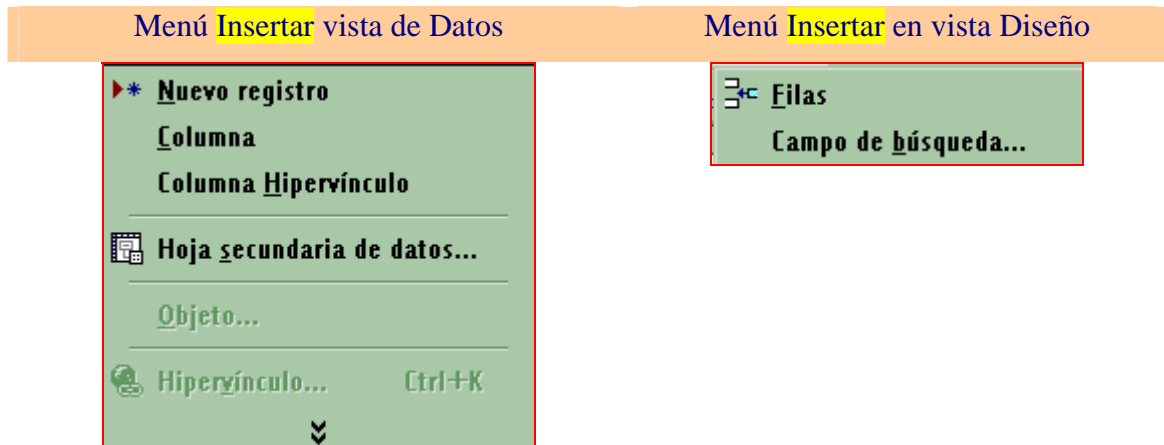 Menú Insertar vista de Datos
Menú Insertar en vista Diseño
Nuevo registro
Columna
Columna Hipervínculo
Hoja secundaria de datos...
Objeto...
Hipervínculo... Ctrl+K
Filas
Campo de búsqueda...